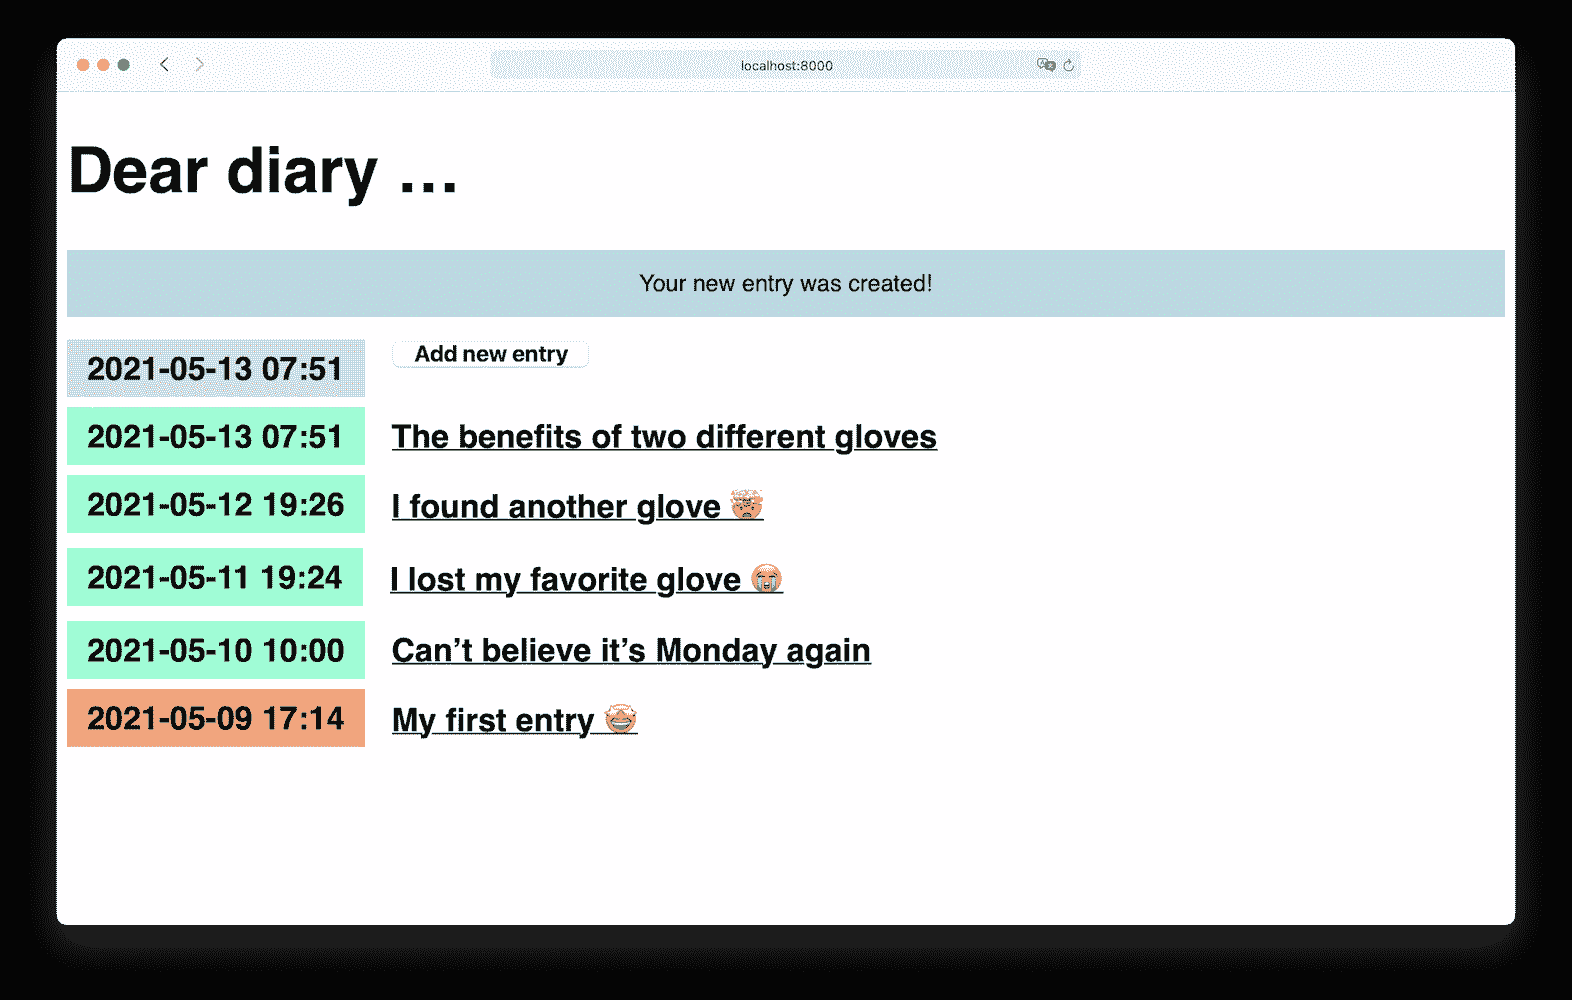 localhost:8000
Dear diary …
Your new entry was created!
2021-05-13 07:51 Add new entry
2021-05-13 07:51 The benefits of two different gloves
2021-05-12 19:26 I found another glove 🤯
2021-05-11 19:24 I lost my favorite glove 😭
2021-05-10 10:00 Can’t believe it’s Monday again
2021-05-09 17:14 My first entry 🤩